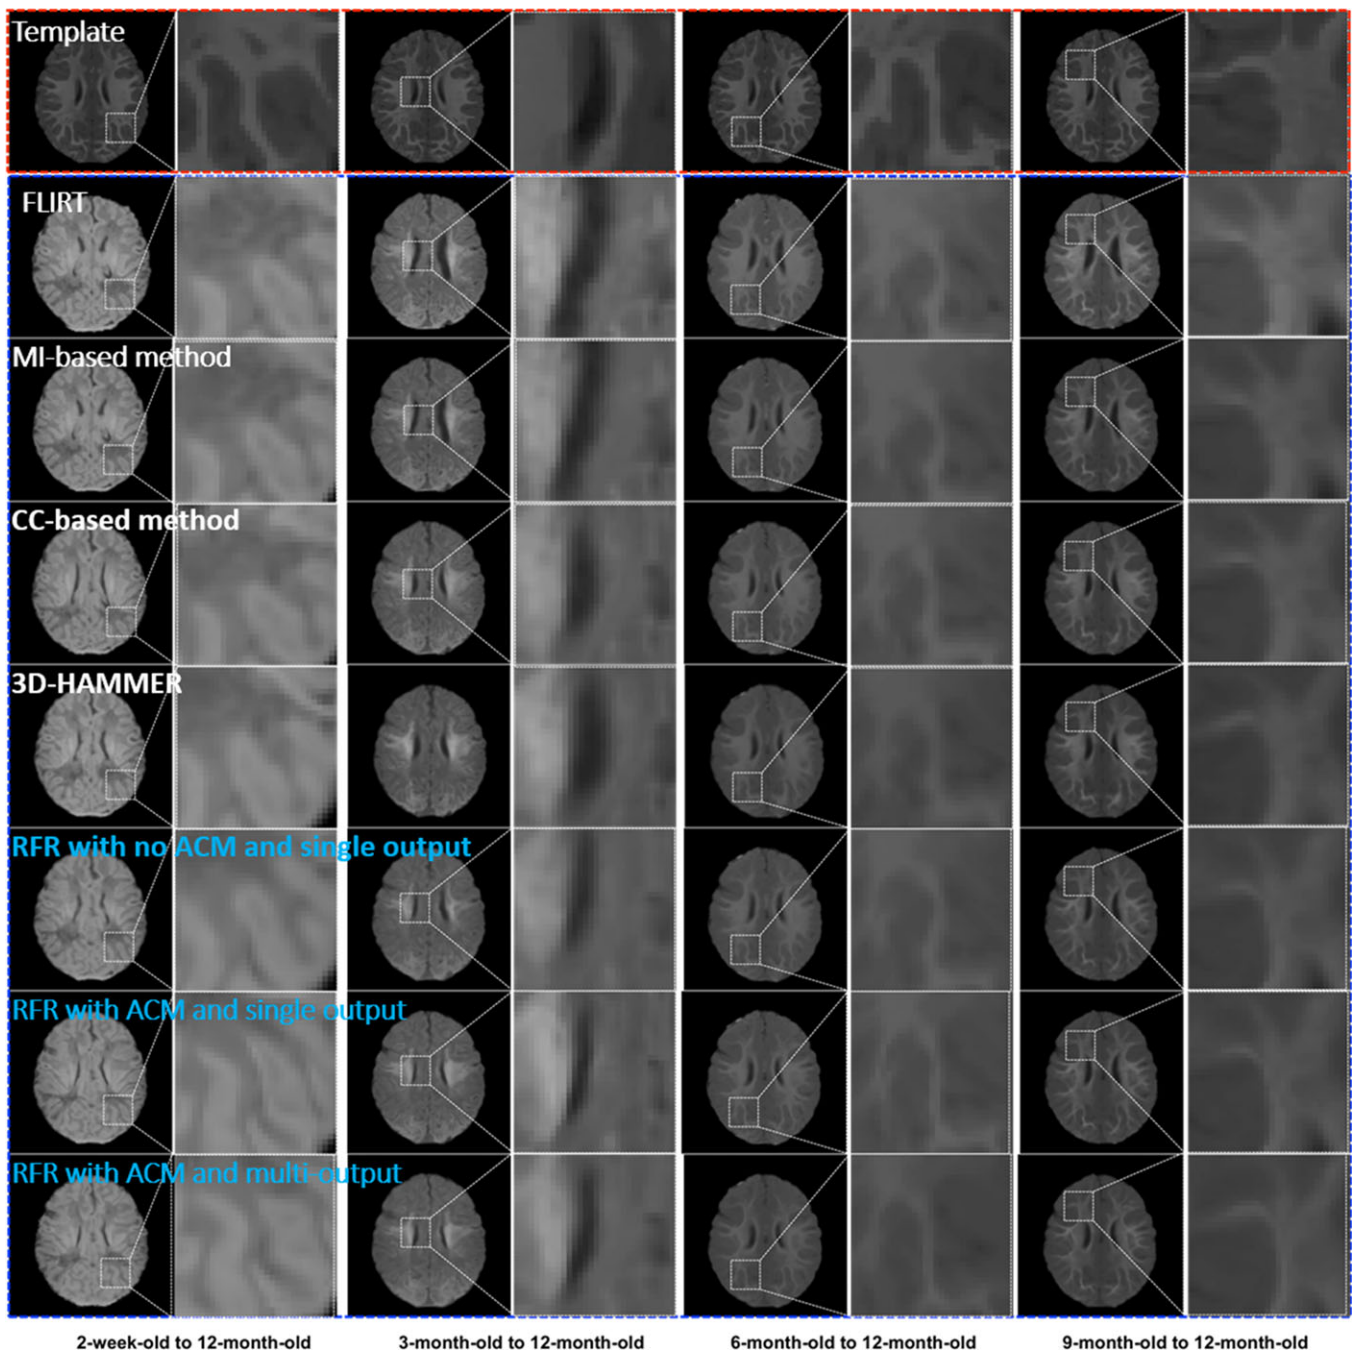 Template
FLIRT
MI-based method
CC-based method
3D-HAMMER
RFR with no ACM and single output
RFR with ACM and single output
RFR with ACM and multi-output
2-week-old to 12-month-old
3-month-old to 12-month-old
6-month-old to 12-month-old
9-month-old to 12-month-old